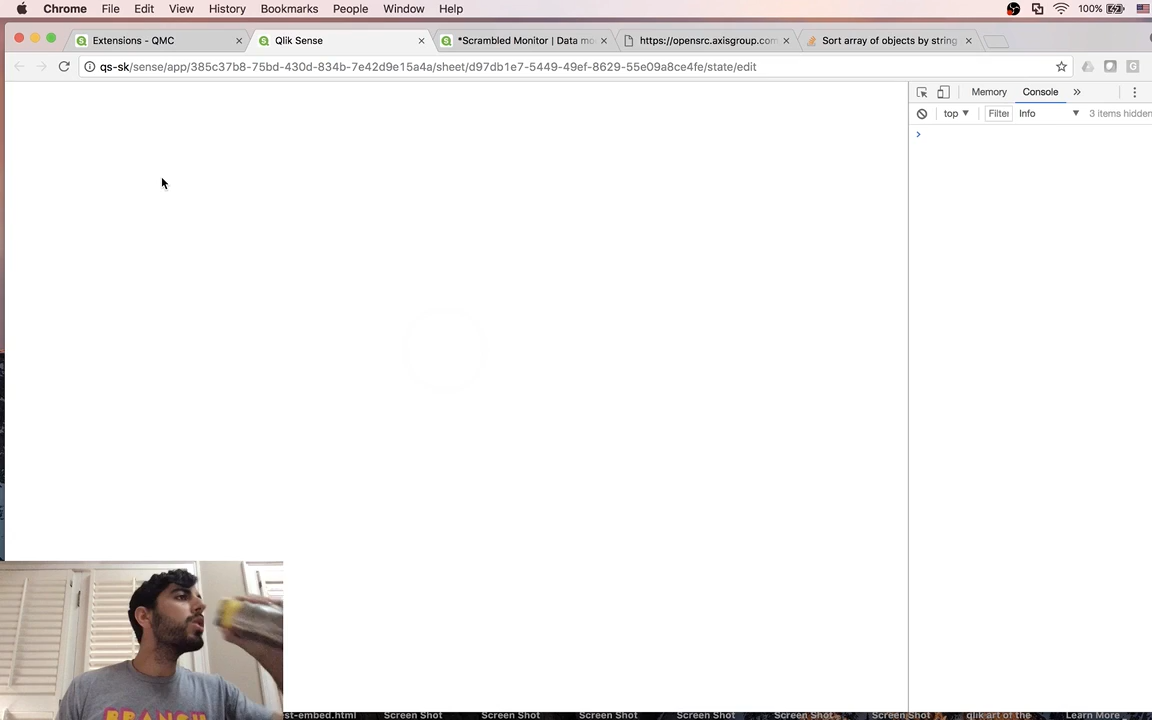 Chrome File Edit View History Bookmarks People Window Help 100%
Extensions - QMC
Qlik Sense
*Scrambled Monitor | Data mo
https://opensrc.axisgroup.com
Sort array of objects by string
qs-sk/sense/app/385c37b8-75bd-430d-834b-7e42d9e15a4a/sheet/d97db1e7-5449-49ef-8629-55e09a8ce4fe/state/edit
Memory Console »
top ▼ Filter Info ▼ 3 items hidden
>
BRANCH
est-embed.html Screen Shot Screen Shot Screen Shot Screen Shot Screen Shot Screen Shot qlik art of the Learn More